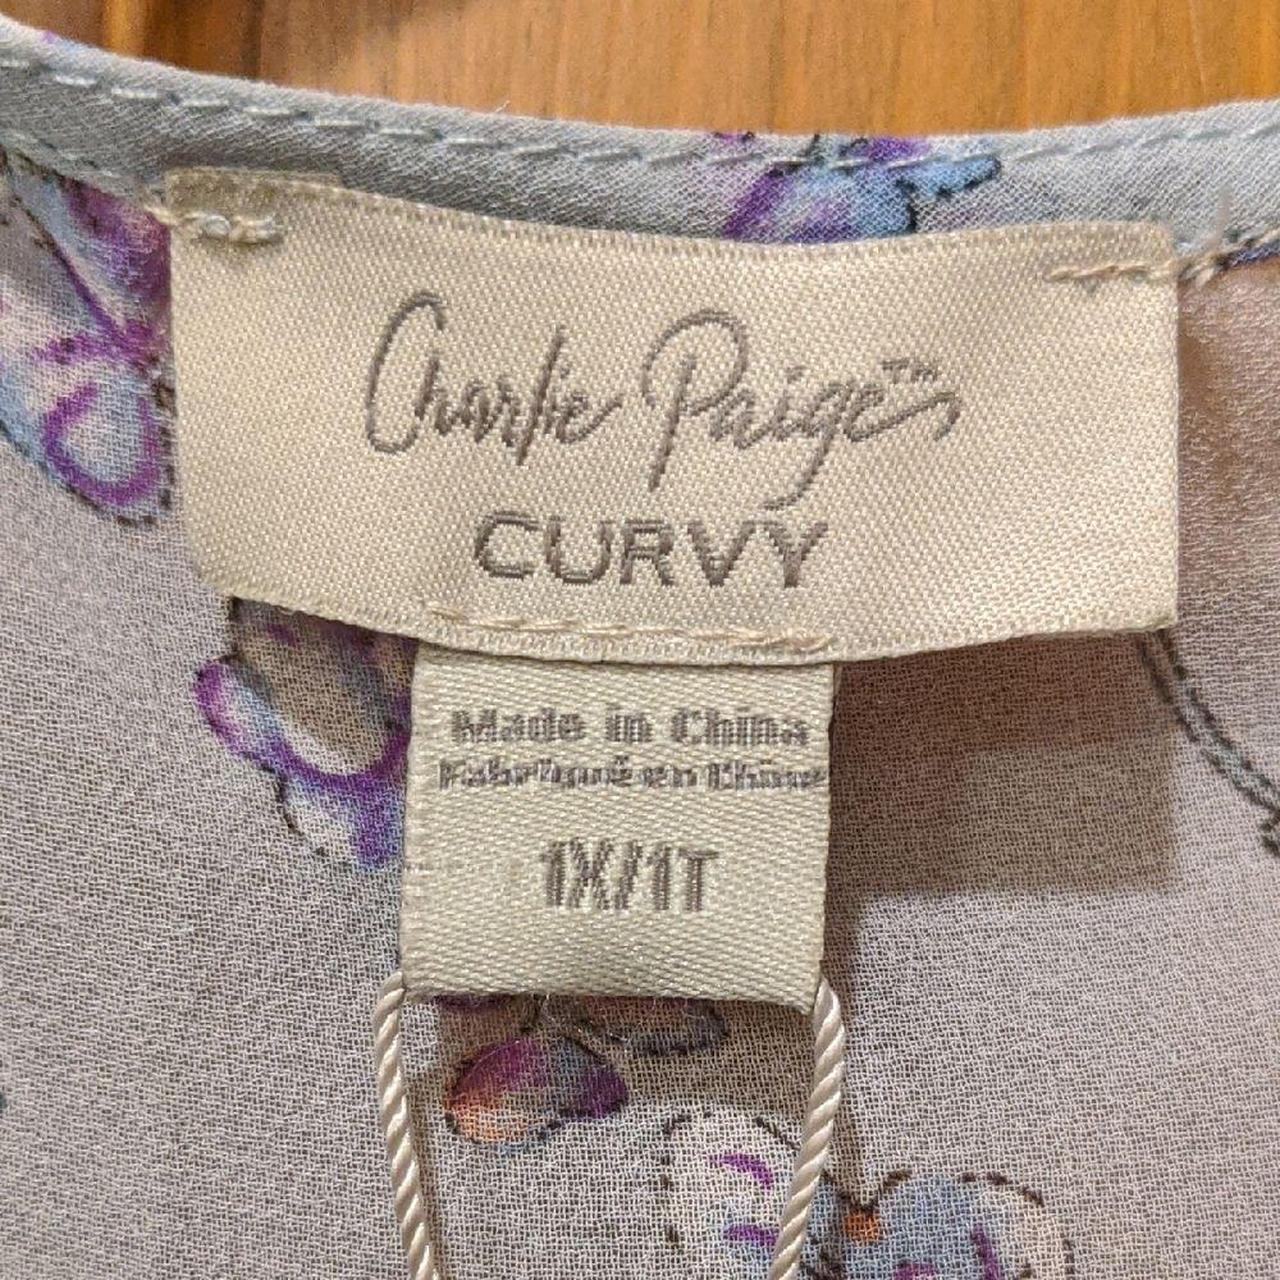 Charlie Paige™
CURVY
Made in China
Fabriqué en Chine
1X/1T